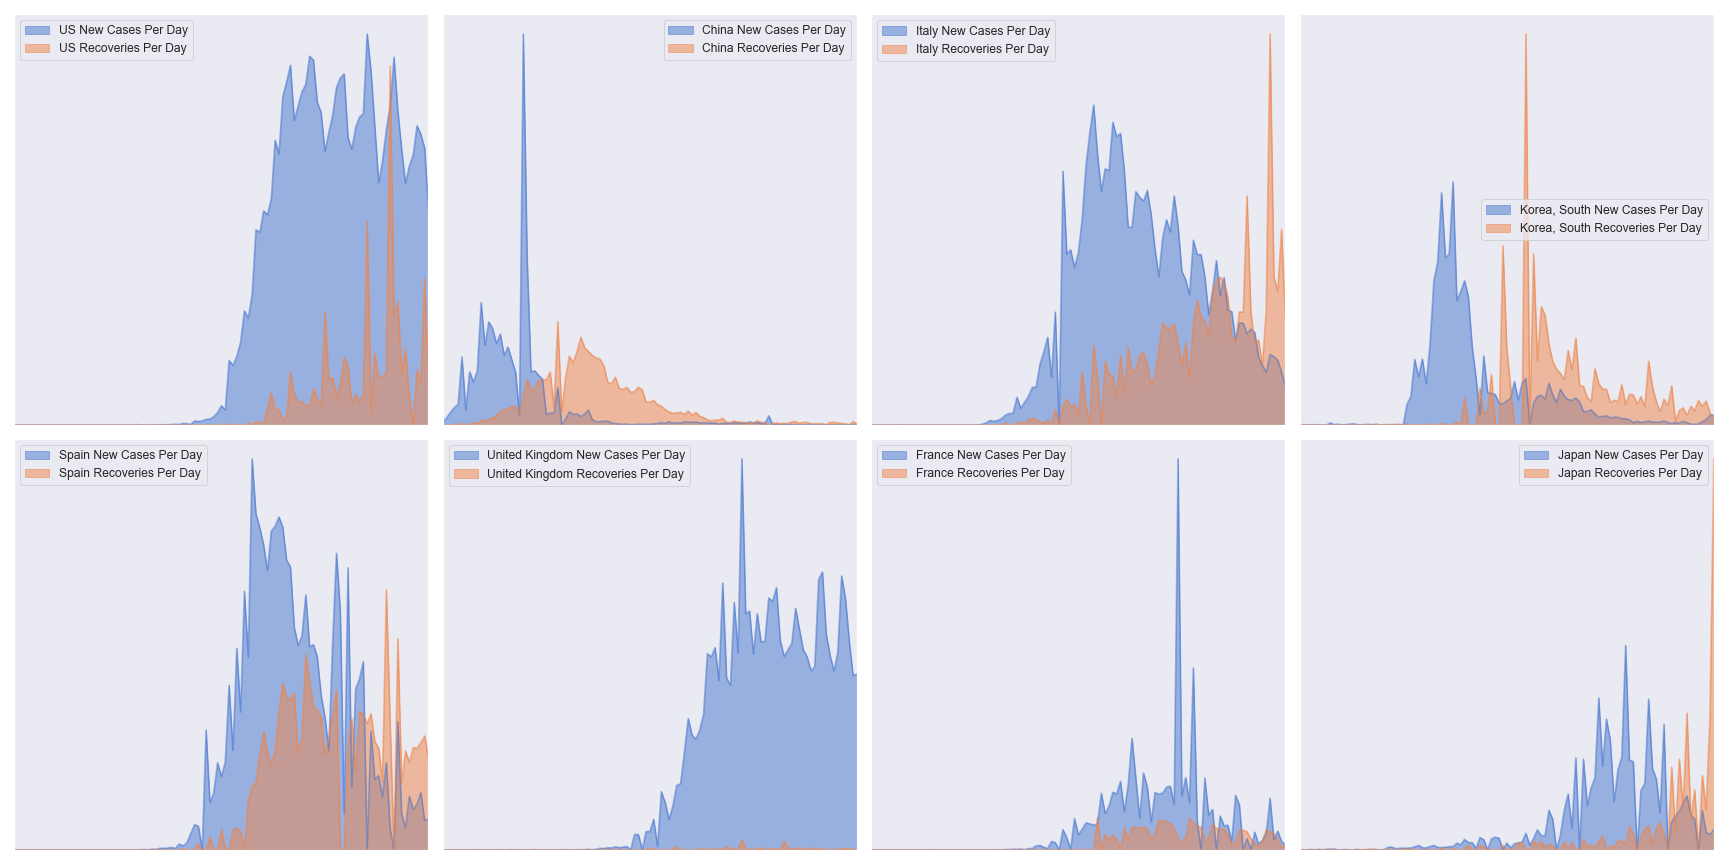 US New Cases Per Day
US Recoveries Per Day
China New Cases Per Day
China Recoveries Per Day
Italy New Cases Per Day
Italy Recoveries Per Day
Korea, South New Cases Per Day
Korea, South Recoveries Per Day
Spain New Cases Per Day
Spain Recoveries Per Day
United Kingdom New Cases Per Day
United Kingdom Recoveries Per Day
France New Cases Per Day
France Recoveries Per Day
Japan New Cases Per Day
Japan Recoveries Per Day